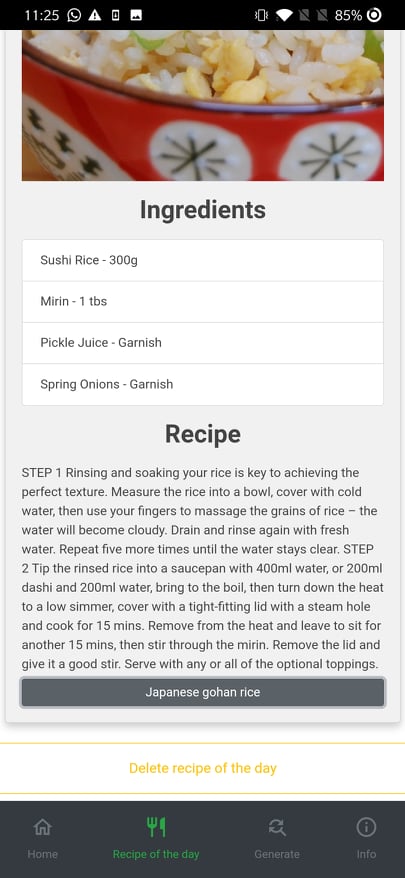 11:25
85%
Ingredients
Sushi Rice - 300g
Mirin - 1 tbs
Pickle Juice - Garnish
Spring Onions - Garnish
Recipe
STEP 1 Rinsing and soaking your rice is key to achieving the
perfect texture. Measure the rice into a bowl, cover with cold
water, then use your fingers to massage the grains of rice – the
water will become cloudy. Drain and rinse again with fresh
water. Repeat five more times until the water stays clear. STEP
2 Tip the rinsed rice into a saucepan with 400ml water, or 200ml
dashi and 200ml water, bring to the boil, then turn down the heat
to a low simmer, cover with a tight-fitting lid with a steam hole
and cook for 15 mins. Remove from the heat and leave to sit for
another 15 mins, then stir through the mirin. Remove the lid and
give it a good stir. Serve with any or all of the optional toppings.
Japanese gohan rice
Delete recipe of the day
Home
Recipe of the day
Generate
Info